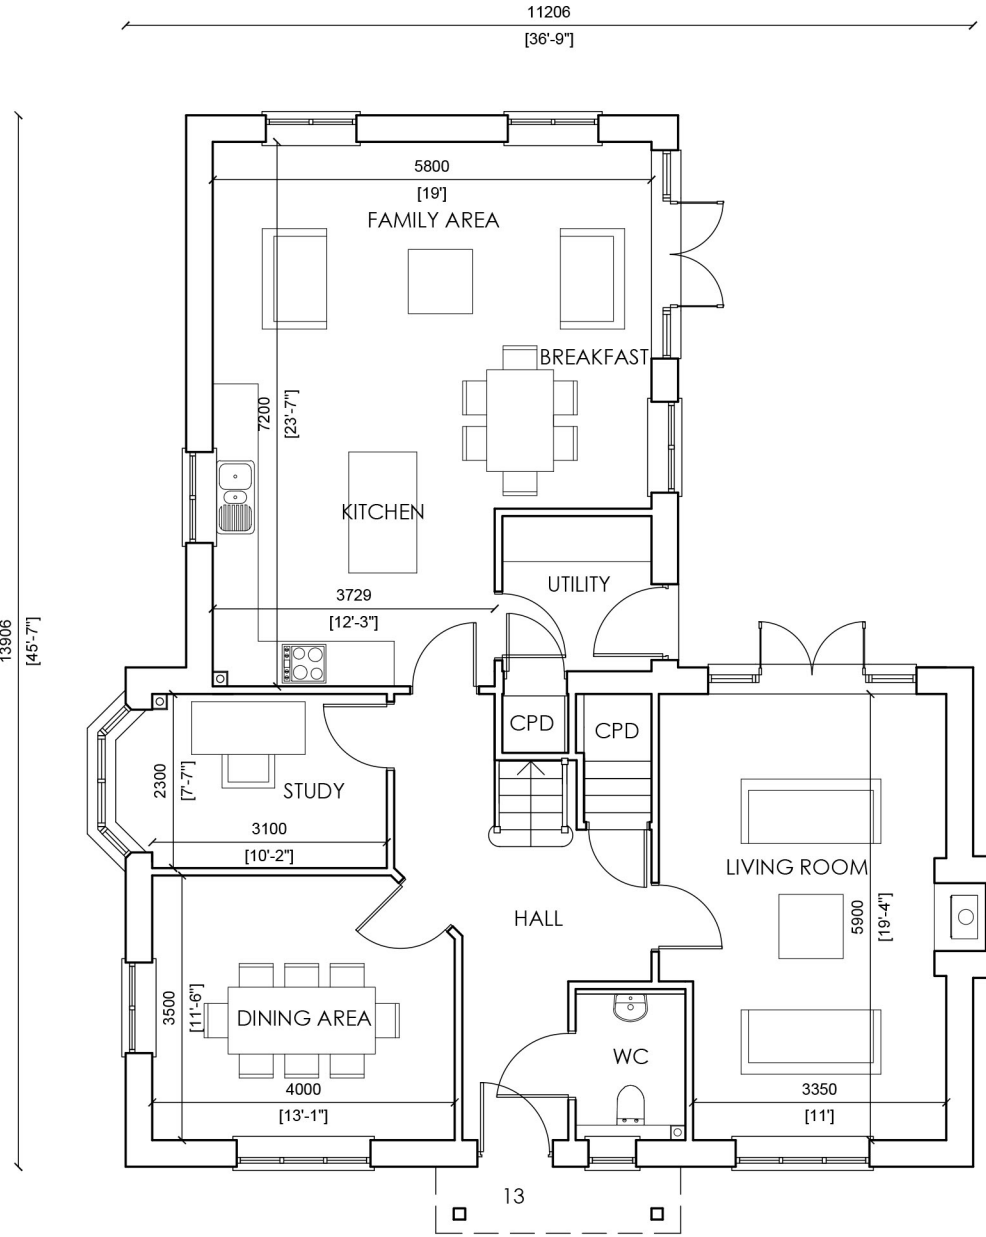 11206
[36'-9"]
5800
[19']
FAMILY AREA
BREAKFAST
7200
[23'-7"]
KITCHEN
UTILITY
3729
[12'-3"]
13906
[45'-7"]
CPD
CPD
2300
[7'-7"]
STUDY
3100
[10'-2"]
LIVING ROOM
5900
[19'-4"]
HALL
3500
[11'-6"]
DINING AREA
WC
4000
[13'-1"]
3350
[11']
13